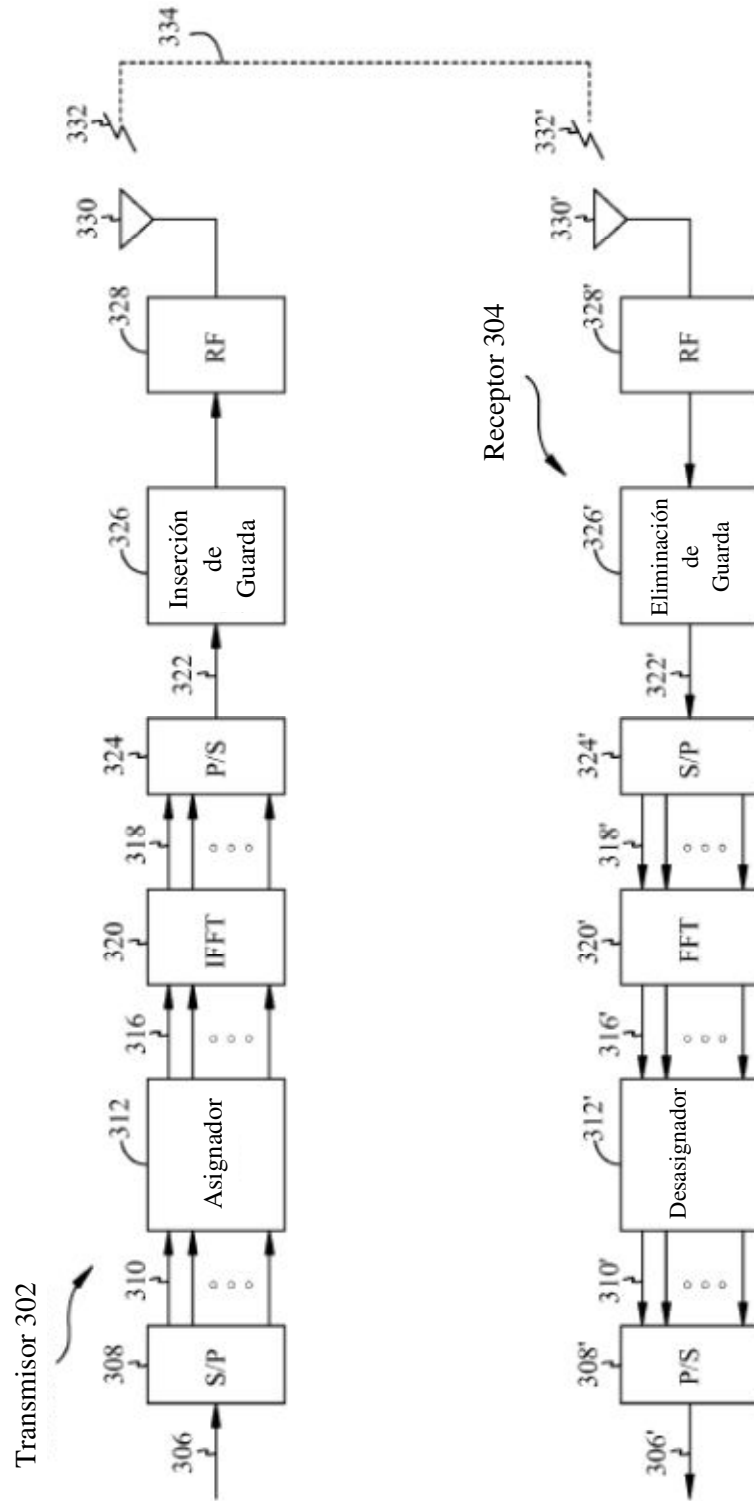 Transmisor 302
306
308
S/P
310
312
Asignador
316
320
IFFT
318
324
P/S
322
326
Inserción
de
Guarda
328
RF
330
332
334
Receptor 304
306'
308'
P/S
310'
312'
Desasignador
316'
320'
FFT
318'
324'
S/P
322'
326'
Eliminación
de
Guarda
328'
RF
330'
332'